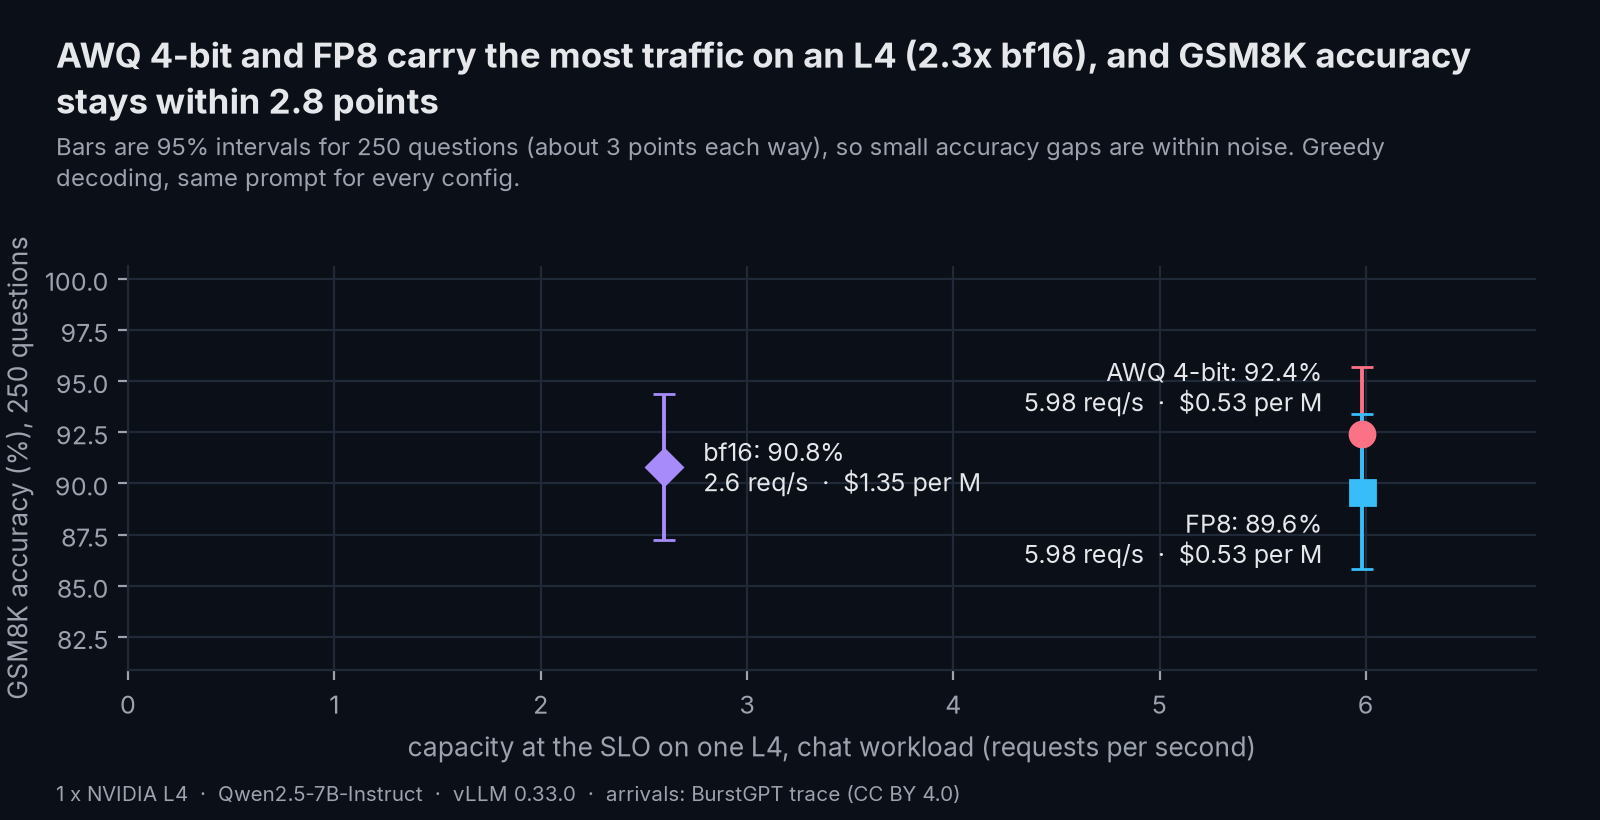 AWQ 4-bit and FP8 carry the most traffic on an L4 (2.3x bf16), and GSM8K accuracy
stays within 2.8 points
Bars are 95% intervals for 250 questions (about 3 points each way), so small accuracy gaps are within noise. Greedy
decoding, same prompt for every config.
GSM8K accuracy (%), 250 questions
100.0
97.5
95.0
92.5
90.0
87.5
85.0
82.5
AWQ 4-bit: 92.4%
5.98 req/s · $0.53 per M
bf16: 90.8%
2.6 req/s · $1.35 per M
FP8: 89.6%
5.98 req/s · $0.53 per M
0 1 2 3 4 5 6
capacity at the SLO on one L4, chat workload (requests per second)
1 x NVIDIA L4 · Qwen2.5-7B-Instruct · vLLM 0.33.0 · arrivals: BurstGPT trace (CC BY 4.0)